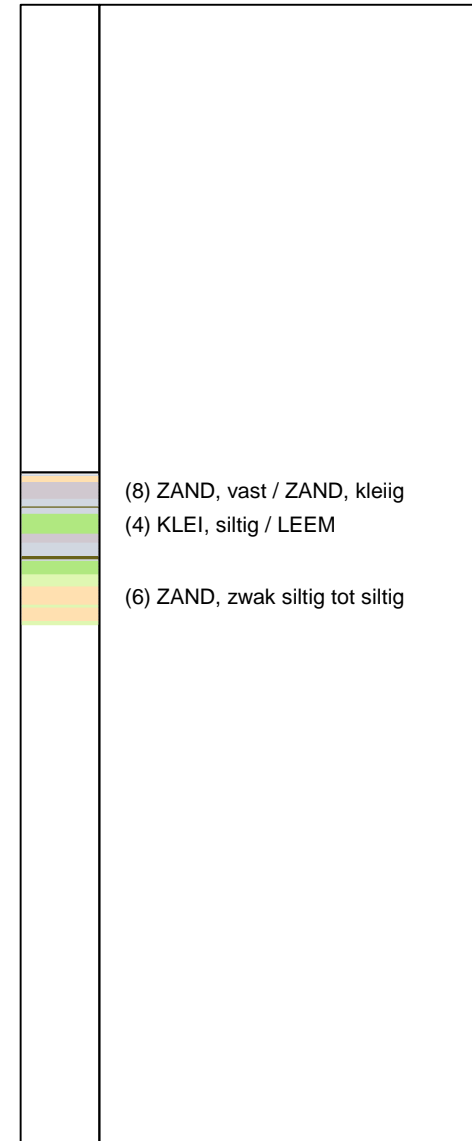 (8) ZAND, vast / ZAND, kleiig
(4) KLEI, siltig / LEEM
(6) ZAND, zwak siltig tot siltig